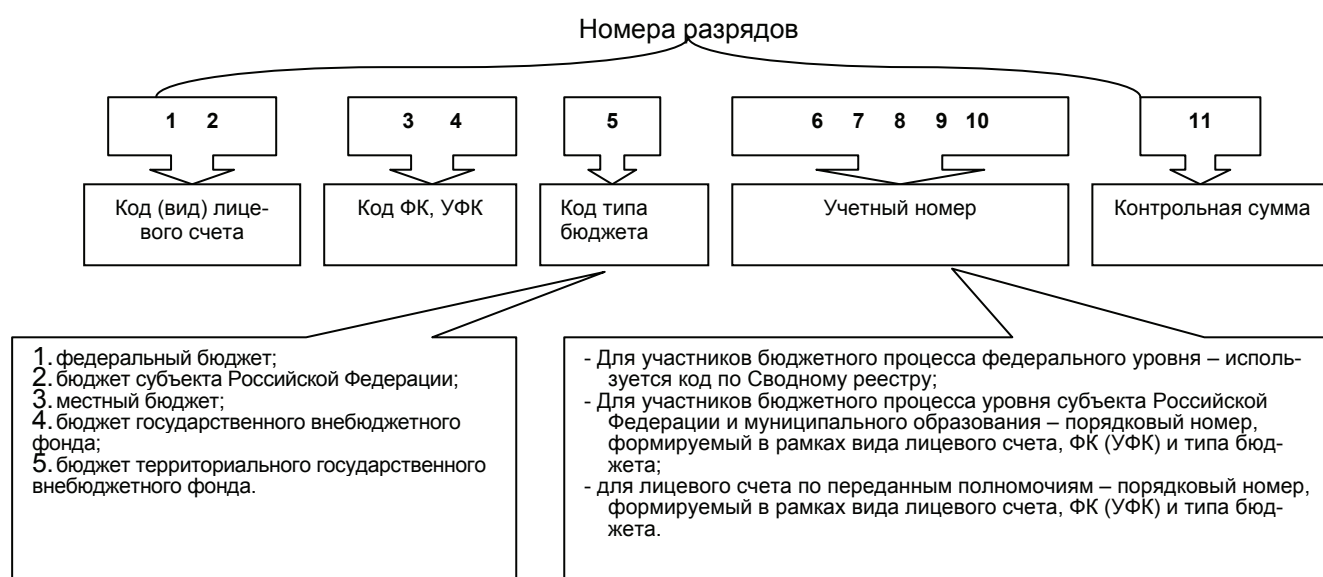 Номера разрядов
1 2
3 4
5
6 7 8 9 10
11
Код (вид) лице-
вого счета
Код ФК, УФК
Код типа
бюджета
Учетный номер
Контрольная сумма
1. федеральный бюджет;
2. бюджет субъекта Российской Федерации;
3. местный бюджет;
4. бюджет государственного внебюджетного
фонда;
5. бюджет территориального государственного
внебюджетного фонда.
- Для участников бюджетного процесса федерального уровня – исполь-
зуется код по Сводному реестру;
- Для участников бюджетного процесса уровня субъекта Российской
Федерации и муниципального образования – порядковый номер,
формируемый в рамках вида лицевого счета, ФК (УФК) и типа бюд-
жета;
- для лицевого счета по переданным полномочиям – порядковый номер,
формируемый в рамках вида лицевого счета, ФК (УФК) и типа бюд-
жета.